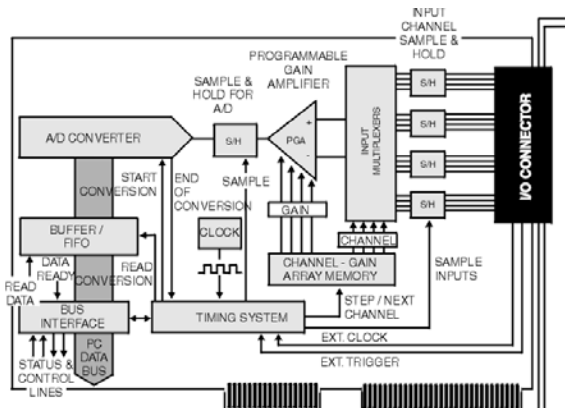 INPUT
CHANNEL
SAMPLE
& HOLD
PROGRAMMABLE
GAIN
AMPLIFIER
SAMPLE &
HOLD FOR
A/D
A/D CONVERTER
S/H
PGA
+
-
INPUT
MULTIPLEXERS
S/H
S/H
S/H
S/H
I/O CONNECTOR
CONVERSION
START
CONVERSION
END
OF
CONVERSION
SAMPLE
GAIN
CHANNEL
CLOCK
BUFFER /
FIFO
DATA
READY
READ
DATA
CONVERSION
READ
CONVERSION
CHANNEL - GAIN
ARRAY MEMORY
SAMPLE
INPUTS
STEP / NEXT
CHANNEL
BUS
INTERFACE
TIMING SYSTEM
EXT. CLOCK
EXT. TRIGGER
STATUS &
CONTROL
LINES
PC
DATA
BUS